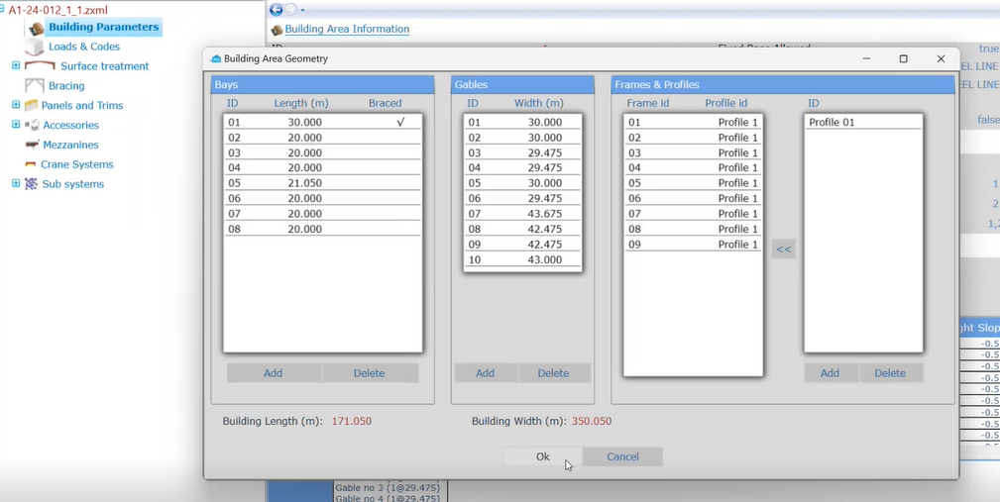 A1-24-012_1_1.zxml
Building Parameters
Loads & Codes
Surface treatment
Bracing
Panels and Trims
Accessories
Mezzanines
Crane Systems
Sub systems
Building Area Information
true
EEL LINE
EEL LINE
false
1
2
ght Slop
-0.5
-0.5
-0.5
-0.5
-0.5
-0.5
-0.5
-0.5
-0.5
Building Area Geometry
Bays
ID Length (m) Braced
01 30.000 √
02 20.000
03 20.000
04 20.000
05 21.050
06 20.000
07 20.000
08 20.000
Add Delete
Gables
ID Width (m)
01 30.000
02 30.000
03 29.475
04 29.475
05 30.000
06 29.475
07 43.675
08 42.475
09 42.475
10 43.000
Add Delete
Frames & Profiles
Frame id Profile id ID
01 Profile 1
02 Profile 1
03 Profile 1
04 Profile 1
05 Profile 1
06 Profile 1
07 Profile 1
08 Profile 1
09 Profile 1
<<
Profile 01
Add Delete
Building Length (m): 171.050
Building Width (m): 350.050
Ok Cancel
Gable no 3 (1@29.475)
Gable no 4 (1@29.475)